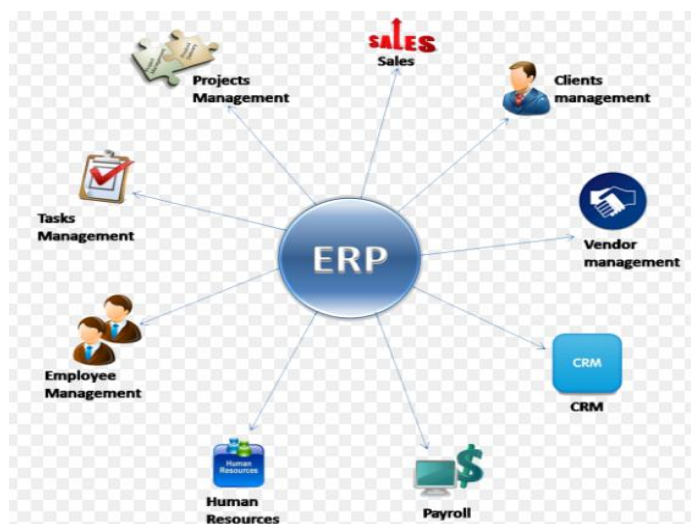 SALES
Sales
Projects
Management
Clients
management
Tasks
Management
ERP
Vendor
management
Employee
Management
CRM
CRM
Human
Resources
Human
Resources
Payroll